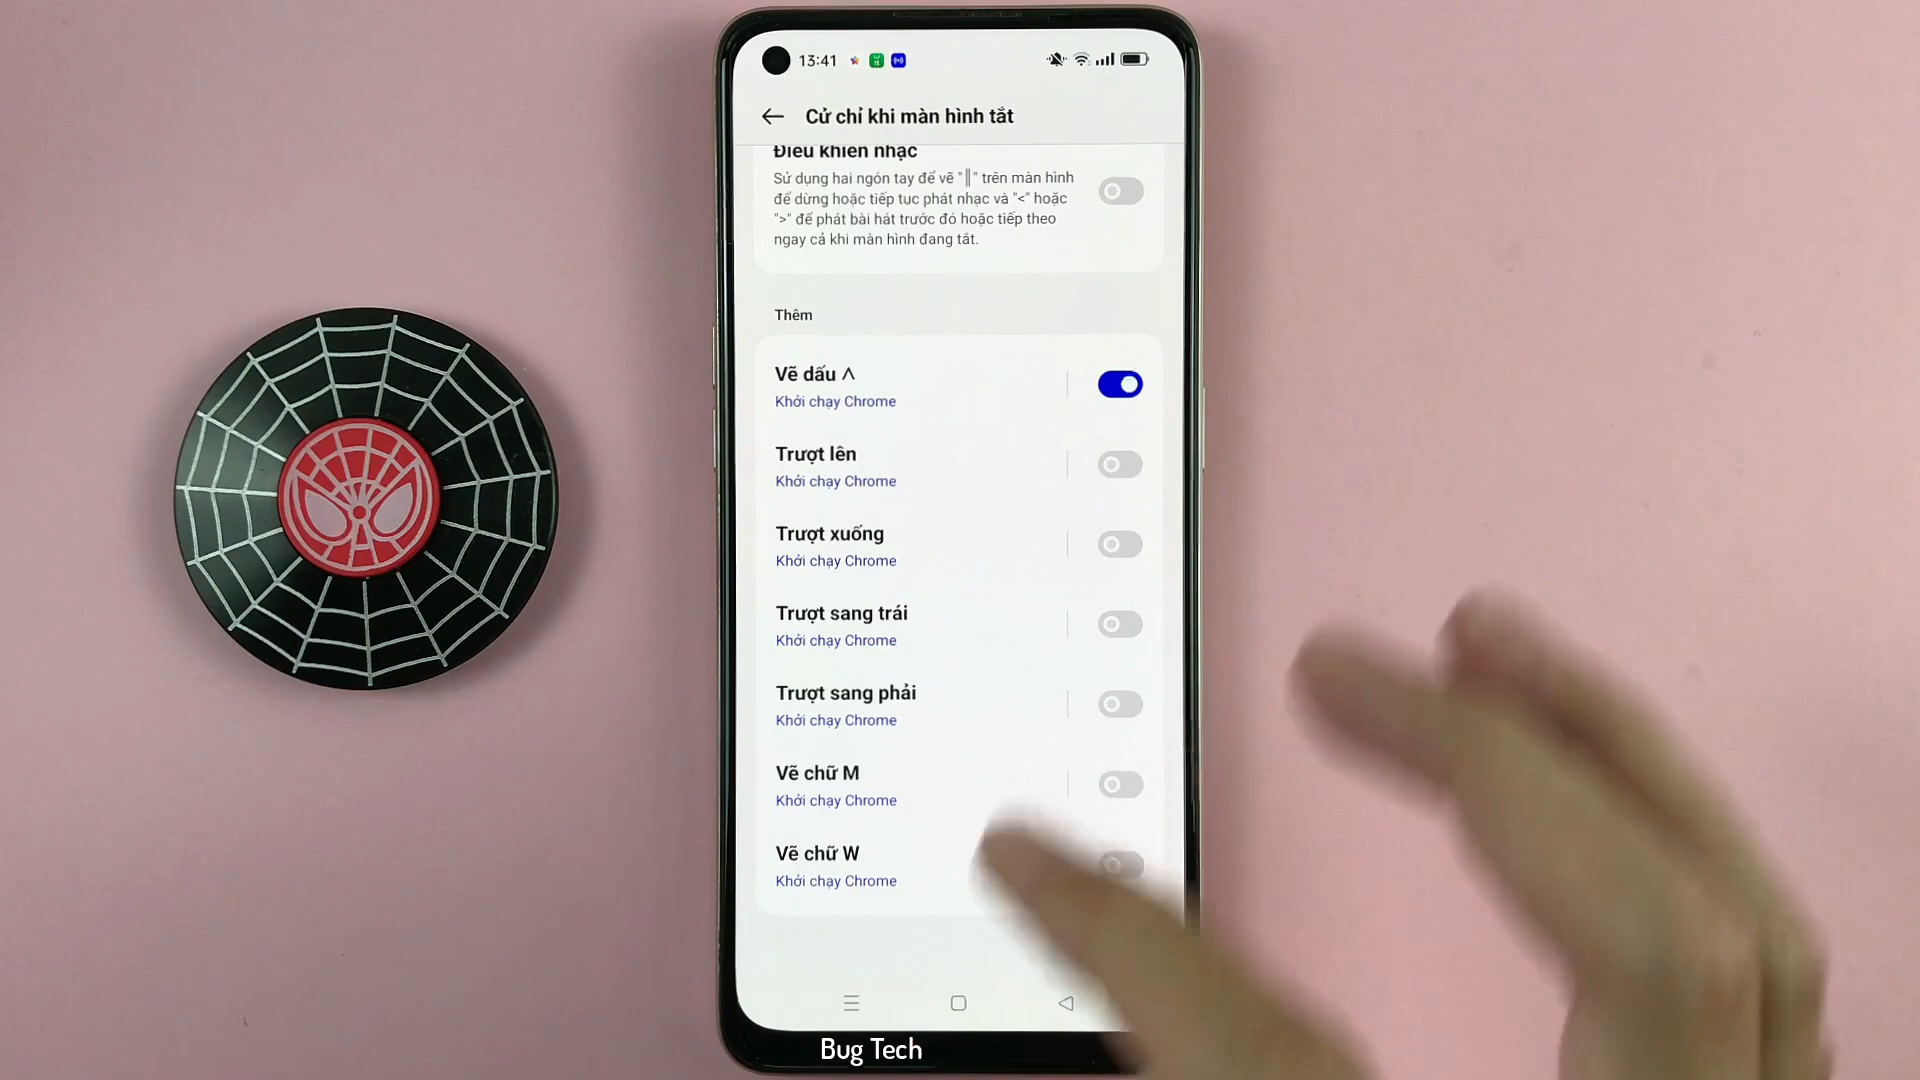 13:41
Cử chỉ khi màn hình tắt
Điều khiển nhạc
Sử dụng hai ngón tay để vẽ "||" trên màn hình
để dừng hoặc tiếp tục phát nhạc và "<" hoặc
">" để phát bài hát trước đó hoặc tiếp theo
ngay cả khi màn hình đang tắt.
Thêm
Vẽ dấu ^
Khởi chạy Chrome
Trượt lên
Khởi chạy Chrome
Trượt xuống
Khởi chạy Chrome
Trượt sang trái
Khởi chạy Chrome
Trượt sang phải
Khởi chạy Chrome
Vẽ chữ M
Khởi chạy Chrome
Vẽ chữ W
Khởi chạy Chrome
Bug Tech